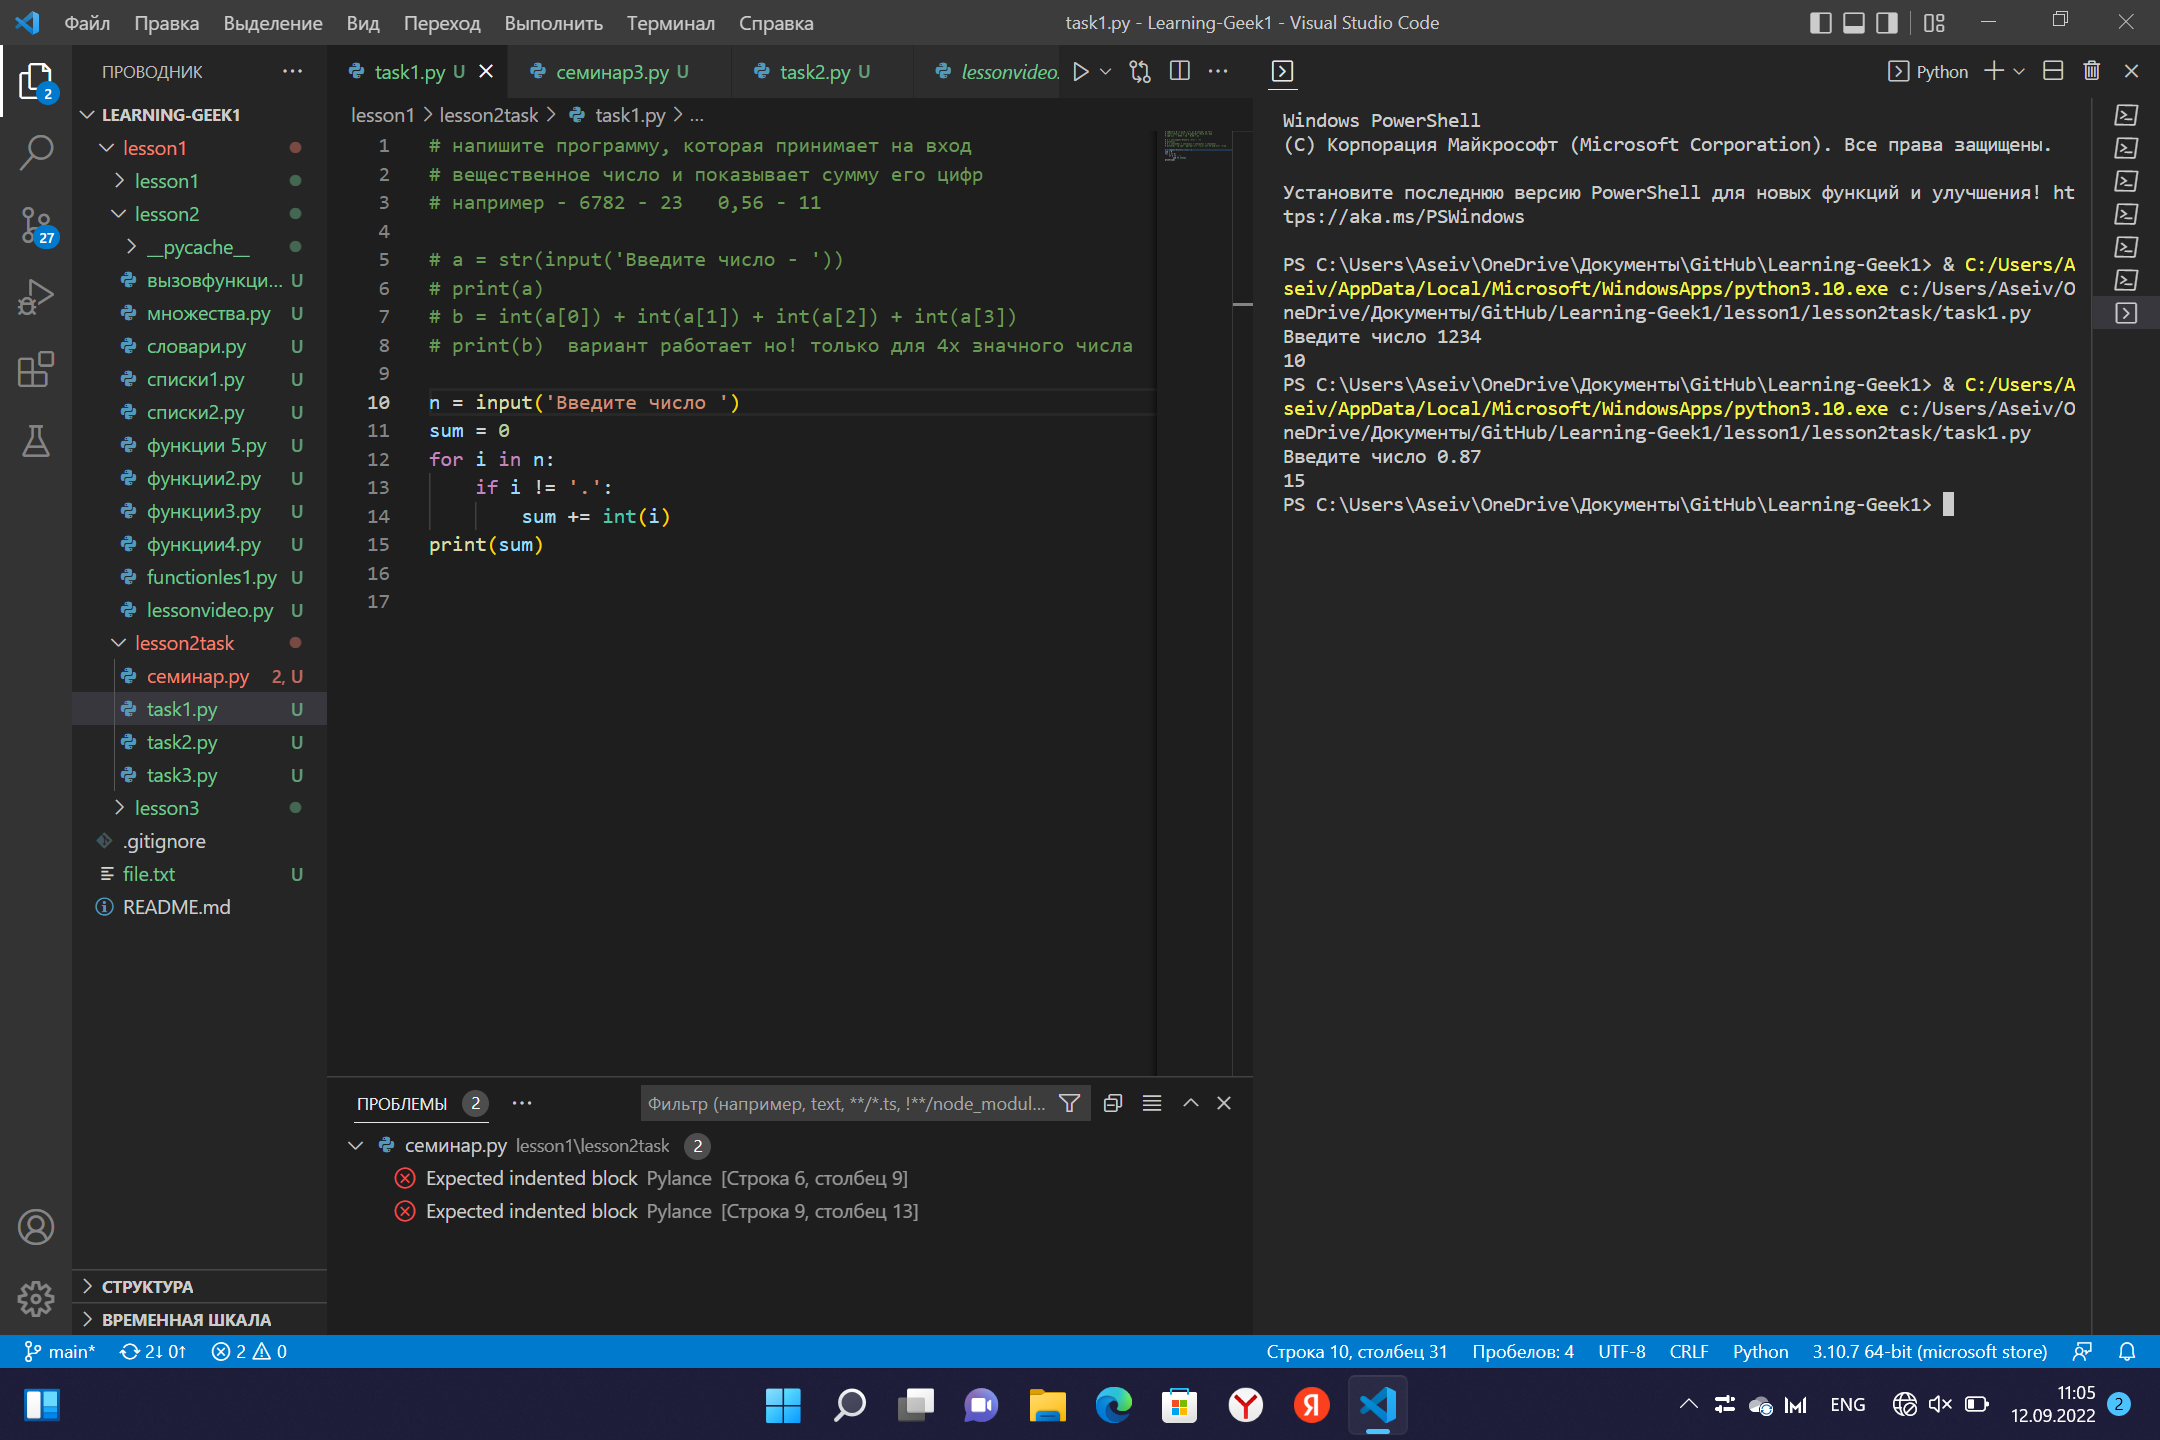 Файл Правка Выделение Вид Переход Выполнить Терминал Справка
task1.py - Learning-Geek1 - Visual Studio Code
2
27
ПРОВОДНИК
LEARNING-GEEK1
lesson1
lesson1
lesson2
__pycache__
вызовфункци... U
множества.py U
словари.py U
списки1.py U
списки2.py U
функции 5.py U
функции2.py U
функции3.py U
функции4.py U
functionles1.py U
lessonvideo.py U
lesson2task
семинар.py 2, U
task1.py U
task2.py U
task3.py U
lesson3
.gitignore
file.txt U
README.md
СТРУКТУРА
ВРЕМЕННАЯ ШКАЛА
task1.py U семинар3.py U task2.py U lessonvideo.
lesson1 > lesson2task > task1.py > ...
1 # напишите программу, которая принимает на вход
2 # вещественное число и показывает сумму его цифр
3 # например - 6782 - 23   0,56 - 11
4
5 # a = str(input('Введите число - '))
6 # print(a)
7 # b = int(a[0]) + int(a[1]) + int(a[2]) + int(a[3])
8 # print(b)  вариант работает но! только для 4х значного числа
9
10 n = input('Введите число ')
11 sum = 0
12 for i in n:
13     if i != '.':
14         sum += int(i)
15 print(sum)
16
17
ПРОБЛЕМЫ 2 ...
Фильтр (например, text, **/*.ts, !**/node_modul...
семинар.py lesson1\lesson2task 2
Expected indented block Pylance [Строка 6, столбец 9]
Expected indented block Pylance [Строка 9, столбец 13]
Python
Windows PowerShell
(C) Корпорация Майкрософт (Microsoft Corporation). Все права защищены.
Установите последнюю версию PowerShell для новых функций и улучшения! ht
tps://aka.ms/PSWindows
PS C:\Users\Aseiv\OneDrive\Документы\GitHub\Learning-Geek1> & C:/Users/A
seiv/AppData/Local/Microsoft/WindowsApps/python3.10.exe c:/Users/Aseiv/O
neDrive/Документы/GitHub/Learning-Geek1/lesson1/lesson2task/task1.py
Введите число 1234
10
PS C:\Users\Aseiv\OneDrive\Документы\GitHub\Learning-Geek1> & C:/Users/A
seiv/AppData/Local/Microsoft/WindowsApps/python3.10.exe c:/Users/Aseiv/O
neDrive/Документы/GitHub/Learning-Geek1/lesson1/lesson2task/task1.py
Введите число 0.87
15
PS C:\Users\Aseiv\OneDrive\Документы\GitHub\Learning-Geek1>
main* 2↓ 0↑ 2 0
Строка 10, столбец 31 Пробелов: 4 UTF-8 CRLF Python 3.10.7 64-bit (microsoft store)
ENG
11:05
12.09.2022
2